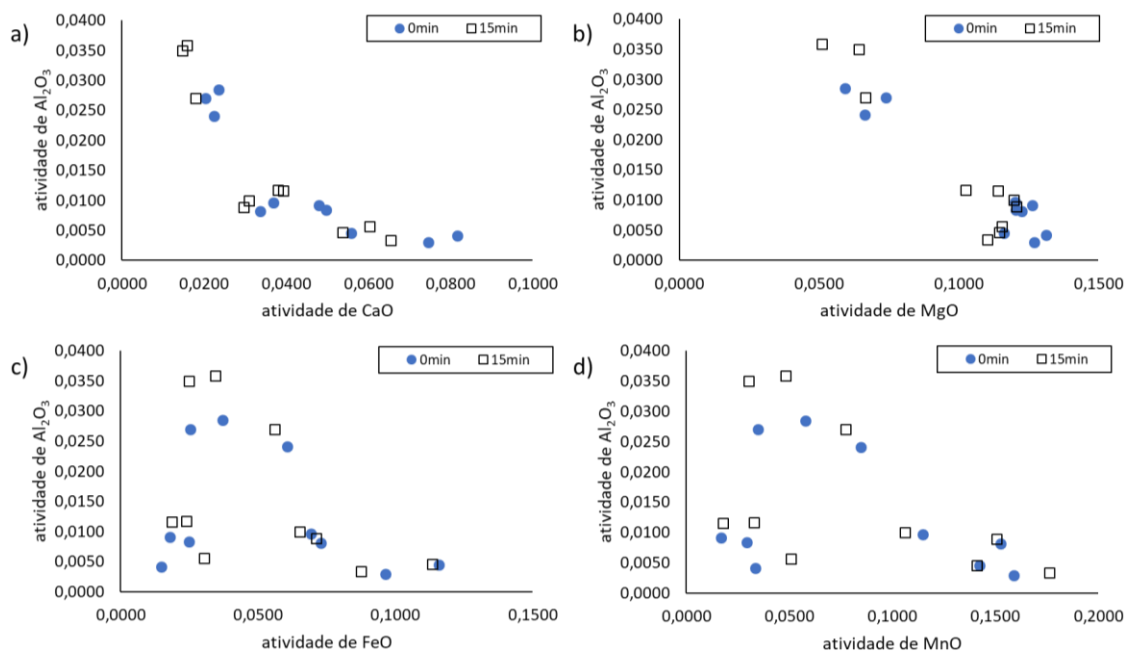 a)
0min 15min
atividade de Al₂O₃
0,0400
0,0350
0,0300
0,0250
0,0200
0,0150
0,0100
0,0050
0,0000
0,0000 0,0200 0,0400 0,0600 0,0800 0,1000
atividade de CaO
b)
0min 15min
atividade de Al₂O₃
0,0400
0,0350
0,0300
0,0250
0,0200
0,0150
0,0100
0,0050
0,0000
0,0000 0,0500 0,1000 0,1500
atividade de MgO
c)
0min 15min
atividade de Al₂O₃
0,0400
0,0350
0,0300
0,0250
0,0200
0,0150
0,0100
0,0050
0,0000
0,0000 0,0500 0,1000 0,1500
atividade de FeO
d)
0min 15min
atividade de Al₂O₃
0,0400
0,0350
0,0300
0,0250
0,0200
0,0150
0,0100
0,0050
0,0000
0,0000 0,0500 0,1000 0,1500 0,2000
atividade de MnO